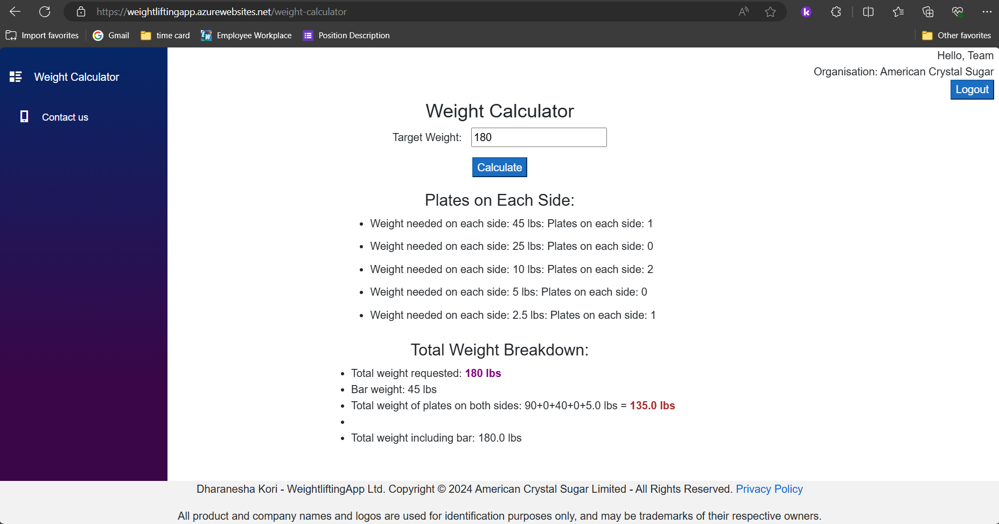 https://weightliftingapp.azurewebsites.net/weight-calculator
Import favorites Gmail time card Employee Workplace Position Description Other favorites
Hello, Team
Organisation: American Crystal Sugar
Logout
Weight Calculator
Contact us
Weight Calculator
Target Weight: 180
Calculate
Plates on Each Side:
• Weight needed on each side: 45 lbs: Plates on each side: 1
• Weight needed on each side: 25 lbs: Plates on each side: 0
• Weight needed on each side: 10 lbs: Plates on each side: 2
• Weight needed on each side: 5 lbs: Plates on each side: 0
• Weight needed on each side: 2.5 lbs: Plates on each side: 1
Total Weight Breakdown:
• Total weight requested: 180 lbs
• Bar weight: 45 lbs
• Total weight of plates on both sides: 90+0+40+0+5.0 lbs = 135.0 lbs
•
• Total weight including bar: 180.0 lbs
Dharanesha Kori - WeightliftingApp Ltd. Copyright © 2024 American Crystal Sugar Limited - All Rights Reserved. Privacy Policy
All product and company names and logos are used for identification purposes only, and may be trademarks of their respective owners.